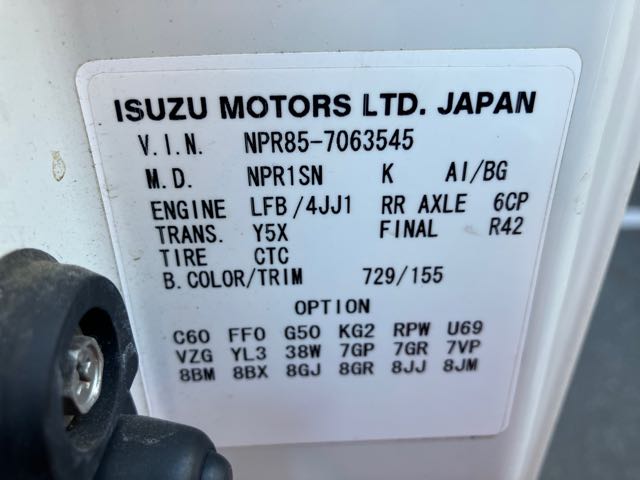 ISUZU MOTORS LTD. JAPAN
V.I.N. NPR85-7063545
M.D. NPR1SN K AI/BG
ENGINE LFB/4JJ1 RR AXLE 6CP
TRANS. Y5X FINAL R42
TIRE CTC
B.COLOR/TRIM 729/155
OPTION
C60 FF0 G50 KG2 RPW U69
VZG YL3 38W 7GP 7GR 7VP
8BM 8BX 8GJ 8GR 8JJ 8JM